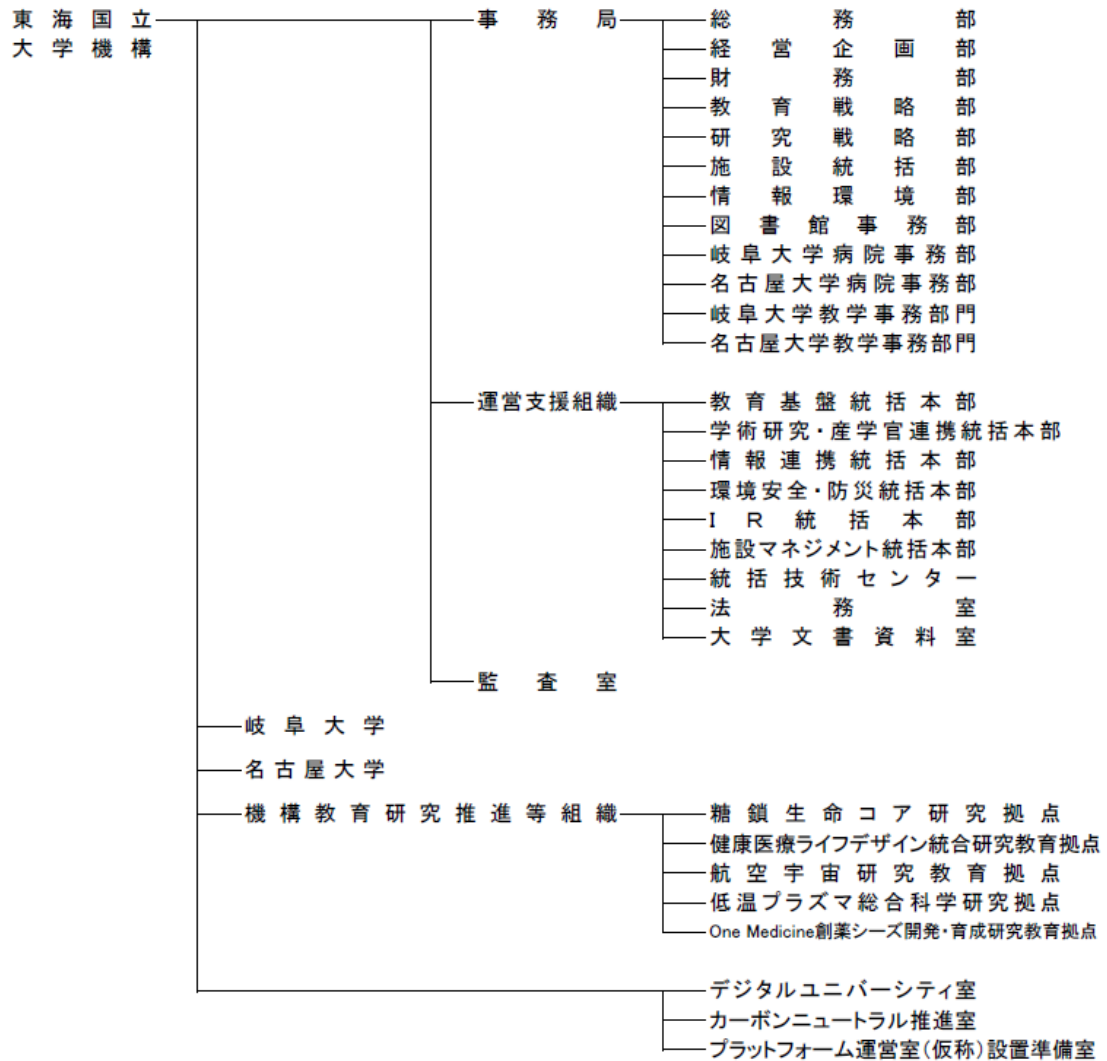 東海国立
大学機構
事務局
総務部
経営企画部
財務部
教育戦略部
研究戦略部
施設統括部
情報環境部
図書館事務部
岐阜大学病院事務部
名古屋大学病院事務部
岐阜大学教学事務部門
名古屋大学教学事務部門
運営支援組織
教育基盤統括本部
学術研究・産学官連携統括本部
情報連携統括本部
環境安全・防災統括本部
IR統括本部
施設マネジメント統括本部
統括技術センター
法務室
大学文書資料室
監査室
岐阜大学
名古屋大学
機構教育研究推進等組織
糖鎖生命コア研究拠点
健康医療ライフデザイン統合研究教育拠点
航空宇宙研究教育拠点
低温プラズマ総合科学研究拠点
One Medicine創薬シーズ開発・育成研究教育拠点
デジタルユニバーシティ室
カーボンニュートラル推進室
プラットフォーム運営室(仮称)設置準備室